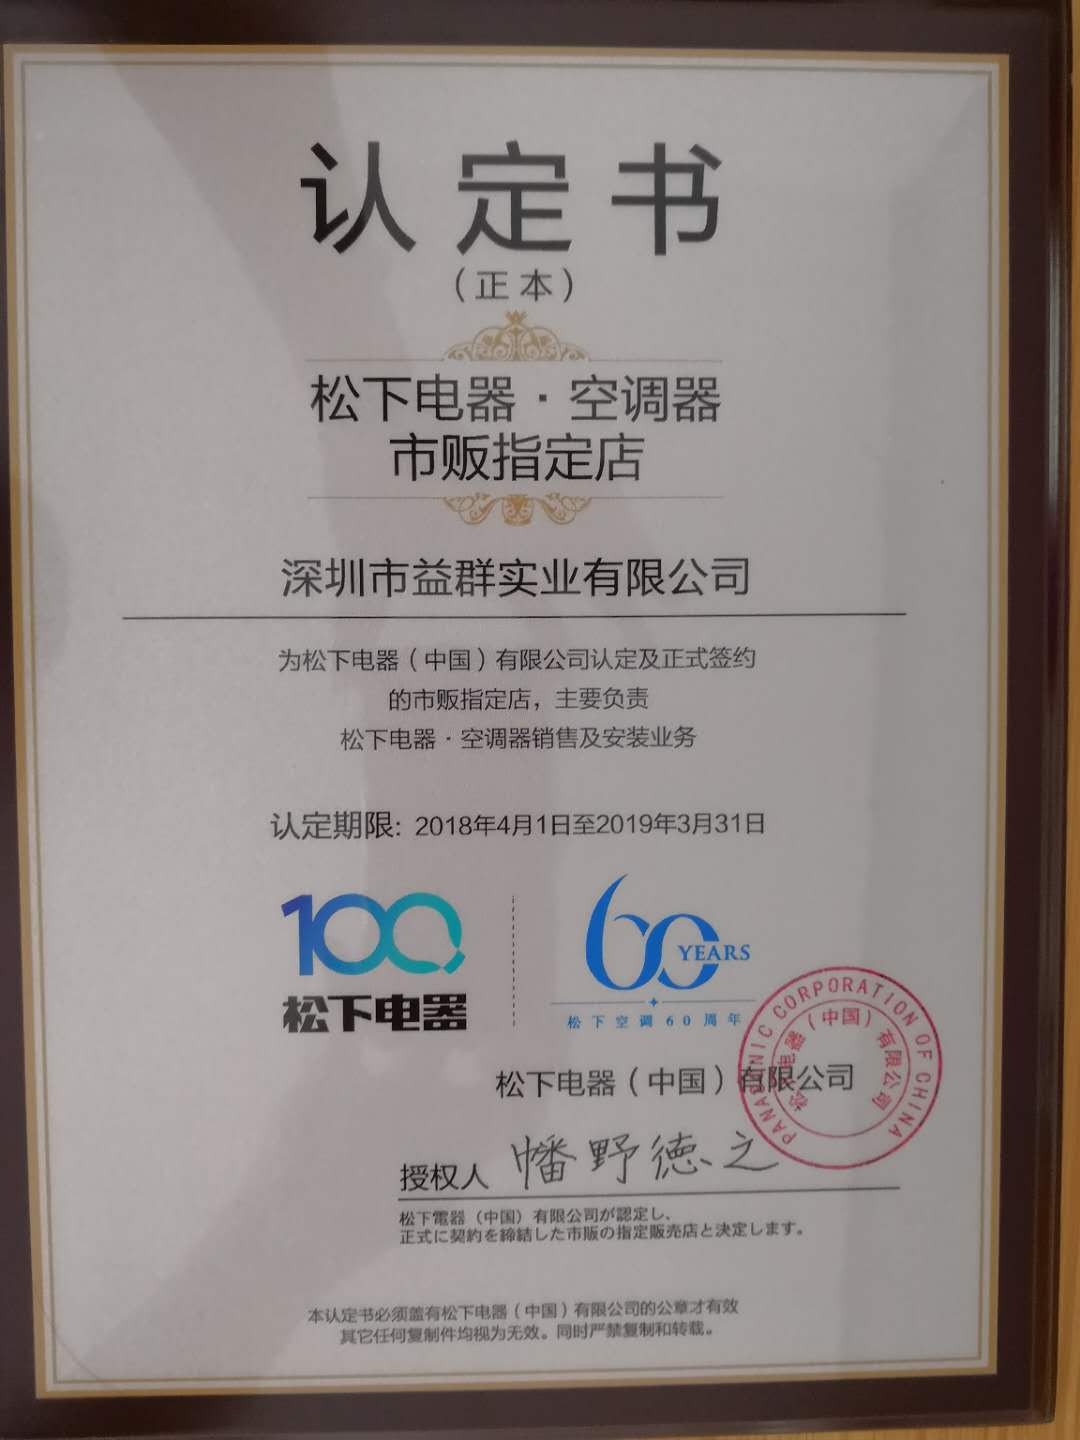 认定书
（正本）
松下电器·空调器
市贩指定店
深圳市益群实业有限公司
为松下电器（中国）有限公司认定及正式签约
的市贩指定店，主要负责
松下电器·空调器销售及安装业务
认定期限: 2018年4月1日至2019年3月31日
100
松下电器
60 YEARS
松下空调60周年
PANASONIC CORPORATION OF CHINA
松下电器（中国）有限公司
松下电器（中国）有限公司
授权人 幡野徳之
松下電器（中国）有限公司が認定し、
正式に契約を締結した市販の指定販売店と決定します。
本认定书必须盖有松下电器（中国）有限公司的公章才有效
其它任何复制件均视为无效。同时严禁复制和转载。